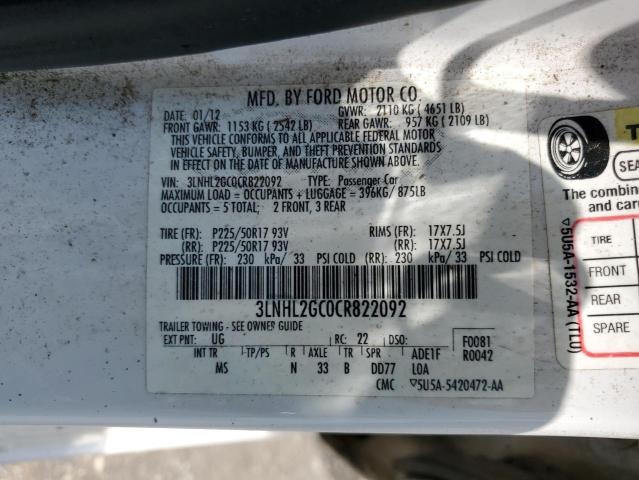 MFD. BY FORD MOTOR CO.
DATE: 01/12 GVWR: 2110 KG ( 4651 LB)
FRONT GAWR: 1153 KG ( 2542 LB) REAR GAWR: 957 KG ( 2109 LB)
THIS VEHICLE CONFORMS TO ALL APPLICABLE FEDERAL MOTOR
VEHICLE SAFETY, BUMPER, AND THEFT PREVENTION STANDARDS
IN EFFECT ON THE DATE OF MANUFACTURE SHOWN ABOVE.
VIN: 3LNHL2GC0CR822092 TYPE: Passenger Car
MAXIMUM LOAD = OCCUPANTS + LUGGAGE = 396KG/ 875LB
OCCUPANTS = 5 TOTAL; 2 FRONT, 3 REAR
TIRE (FR): P225/50R17 93V RIMS (FR): 17X7.5J
(RR): P225/50R17 93V (RR): 17X7.5J
PRESSURE (FR): 230 kPa/ 33 PSI COLD (RR): 230 kPa/ 33 PSI COLD
3LNHL2GC0CR822092
TRAILER TOWING - SEE OWNER GUIDE
EXT PNT: UG RC: 22 DSO: F0081
R0042
INT TR TP/PS R AXLE TR SPR ADE1F
MS N 33 B DD77 LOA
CMC ▽5U5A-5420472-AA
▽5U5A-1532-AA (TLU)
The combin
and carg
TIRE
FRONT
REAR
SPARE